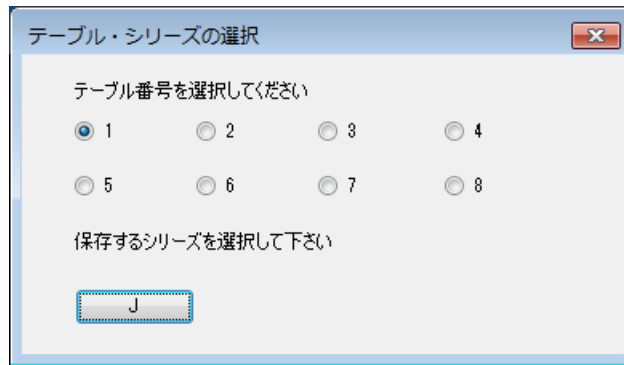 テーブル・シリーズの選択
テーブル番号を選択してください
1 2 3 4
5 6 7 8
保存するシリーズを選択して下さい
J